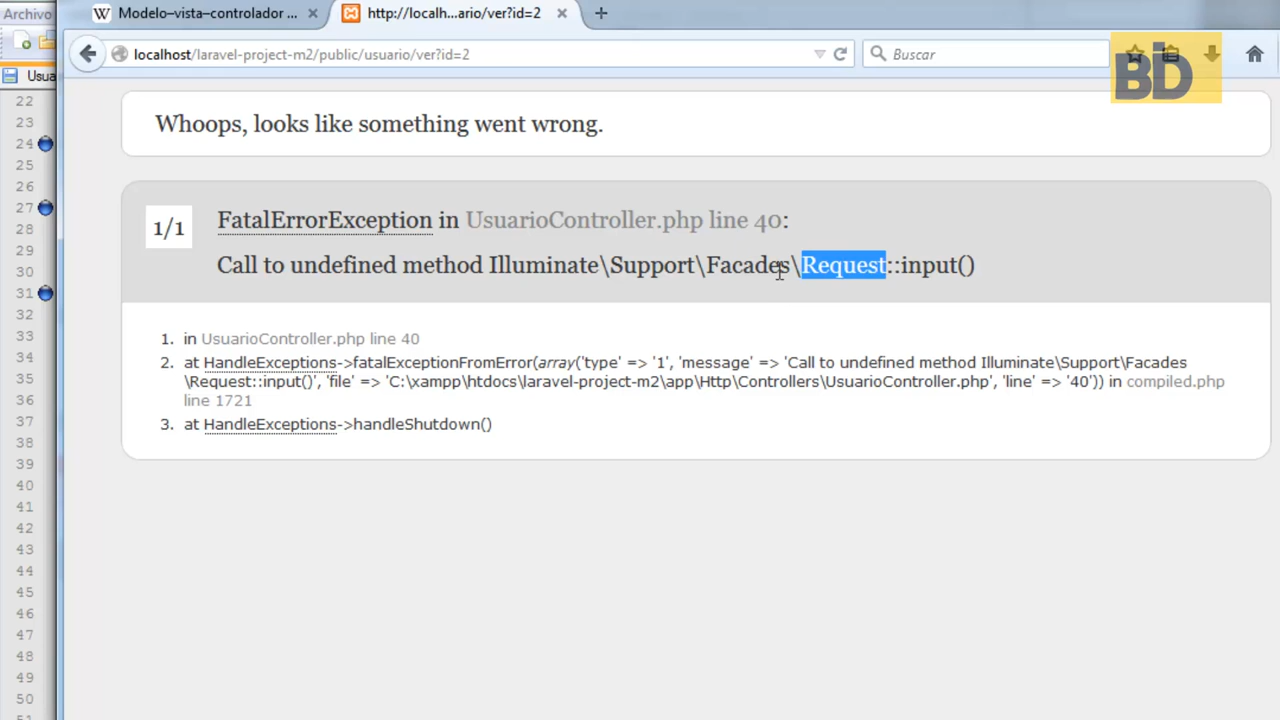 Archivo
W Modelo–vista–controlador ... ×
http://localh...ario/ver?id=2 × +
localhost/laravel-project-m2/public/usuario/ver?id=2
Buscar
BD
Usua
Whoops, looks like something went wrong.
1/1
FatalErrorException in UsuarioController.php line 40:
Call to undefined method Illuminate\Support\Facades\Request::input()
1. in UsuarioController.php line 40
2. at HandleExceptions->fatalExceptionFromError(array('type' => '1', 'message' => 'Call to undefined method Illuminate\Support\Facades
\Request::input()', 'file' => 'C:\xampp\htdocs\laravel-project-m2\app\Http\Controllers\UsuarioController.php', 'line' => '40')) in compiled.php
line 1721
3. at HandleExceptions->handleShutdown()
22
23
24
25
26
27
28
29
30
31
32
33
34
35
36
37
38
39
40
41
42
43
44
45
46
47
48
49
50
51